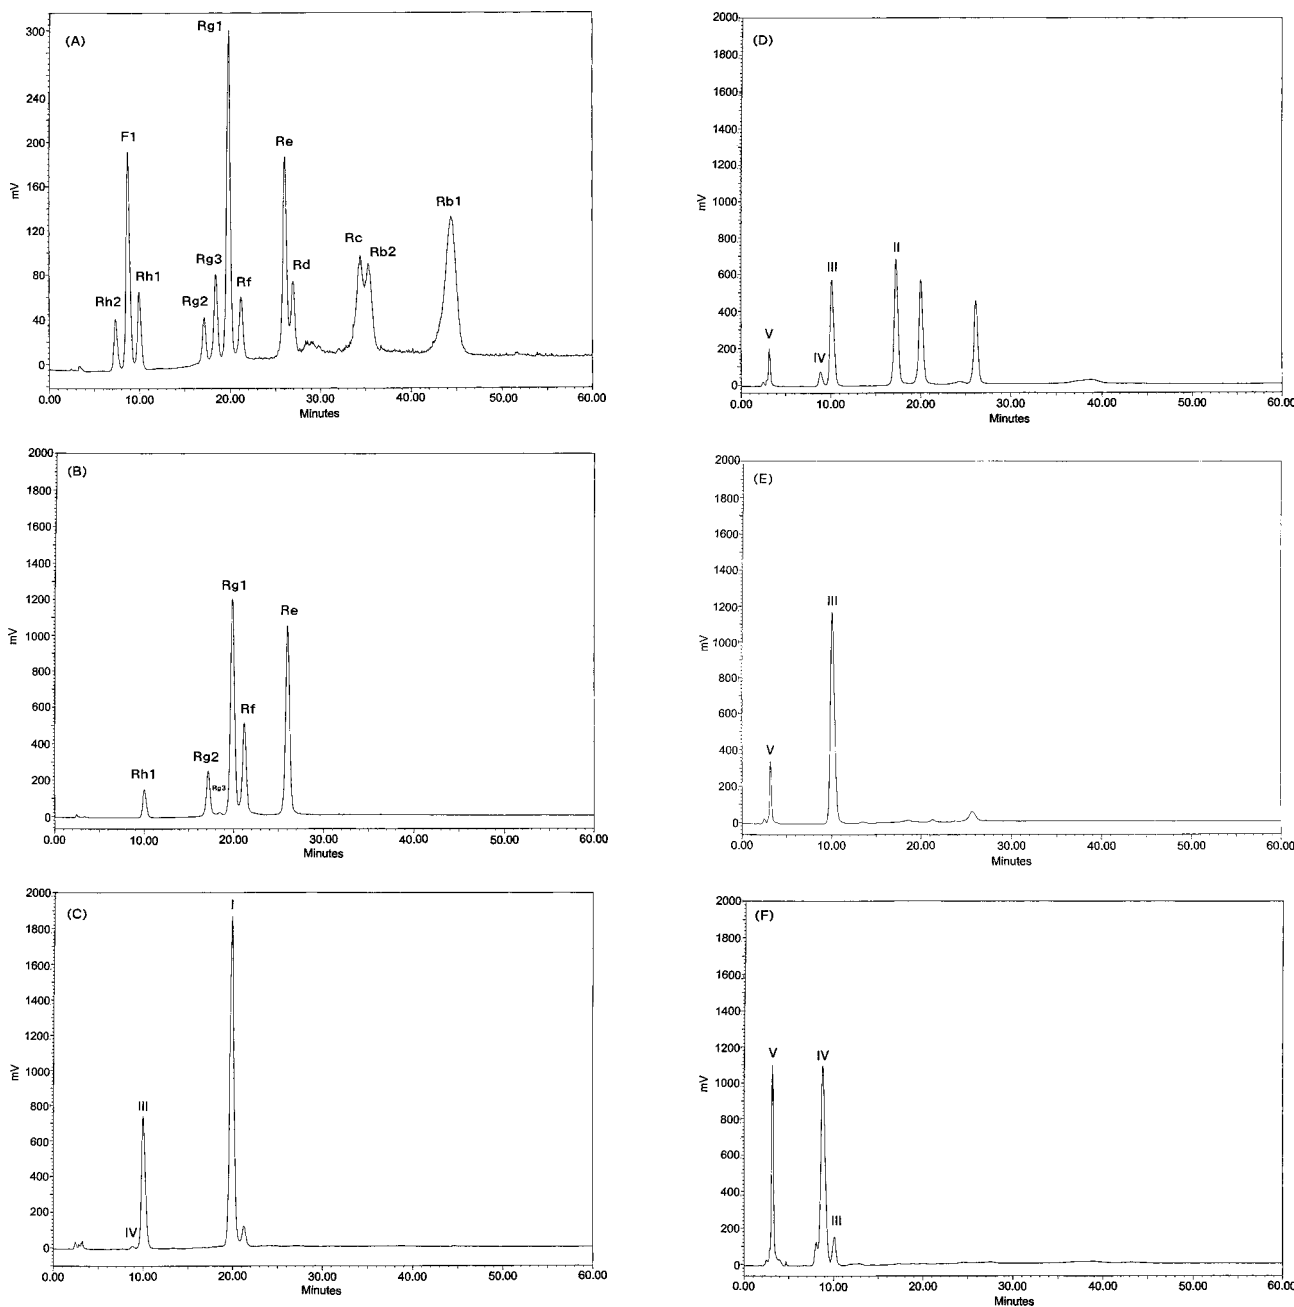 (A)
Rg1
F1
Re
Rb1
Rc
Rb2
Rg3
Rd
Rh1
Rf
Rh2
Rg2
300
240
200
160
120
80
40
0
mV
0.00 10.00 20.00 30.00 40.00 50.00 60.00
Minutes
(B)
Rg1
Re
Rf
Rg2
Rh1
Rg3
2000
1800
1600
1400
1200
1000
800
600
400
200
0
mV
0.00 10.00 20.00 30.00 40.00 50.00 60.00
Minutes
(C)
I
III
IV
2000
1800
1600
1400
1200
1000
800
600
400
200
0
mV
0.00 10.00 20.00 30.00 40.00 50.00 60.00
Minutes
(D)
II
III
V
IV
2000
1800
1600
1400
1200
1000
800
600
400
200
0
mV
0.00 10.00 20.00 30.00 40.00 50.00 60.00
Minutes
(E)
III
V
2000
1800
1600
1400
1200
1000
800
600
400
200
0
mV
0.00 10.00 20.00 30.00 40.00 50.00 60.00
Minutes
(F)
V IV
III
2000
1800
1600
1400
1200
1000
800
600
400
200
0
mV
0.00 10.00 20.00 30.00 40.00 50.00 60.00
Minutes